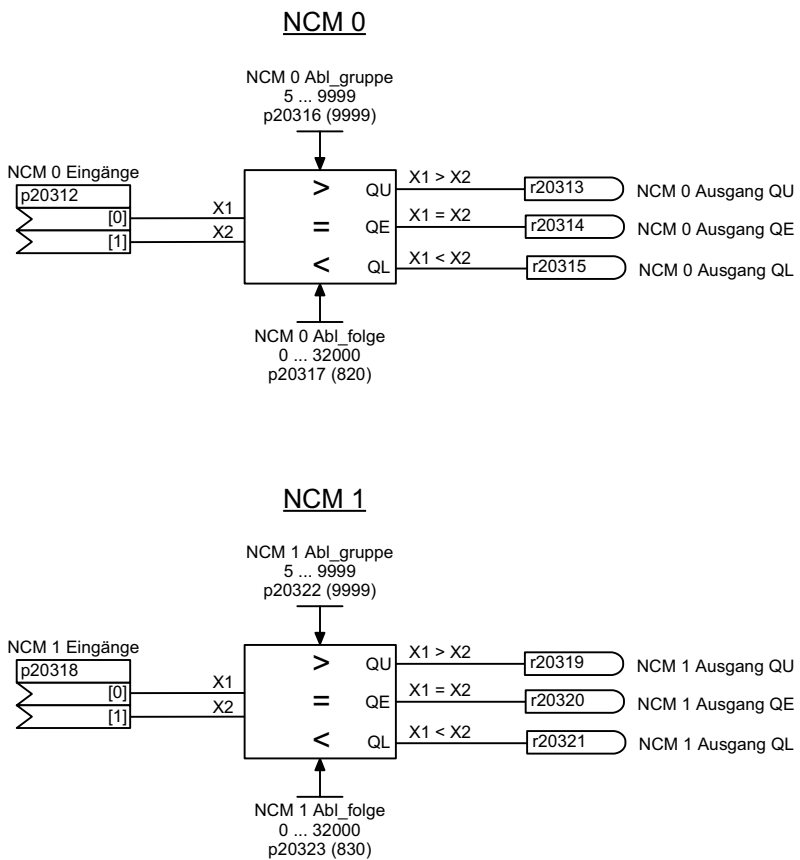 NCM 0
NCM 0 Abl_gruppe
5 ... 9999
p20316 (9999)
NCM 0 Eingänge
p20312
[0]
[1]
X1
X2
>
=
<
QU
QE
QL
X1 > X2
X1 = X2
X1 < X2
r20313
r20314
r20315
NCM 0 Ausgang QU
NCM 0 Ausgang QE
NCM 0 Ausgang QL
NCM 0 Abl_folge
0 ... 32000
p20317 (820)
NCM 1
NCM 1 Abl_gruppe
5 ... 9999
p20322 (9999)
NCM 1 Eingänge
p20318
[0]
[1]
X1
X2
>
=
<
QU
QE
QL
X1 > X2
X1 = X2
X1 < X2
r20319
r20320
r20321
NCM 1 Ausgang QU
NCM 1 Ausgang QE
NCM 1 Ausgang QL
NCM 1 Abl_folge
0 ... 32000
p20323 (830)